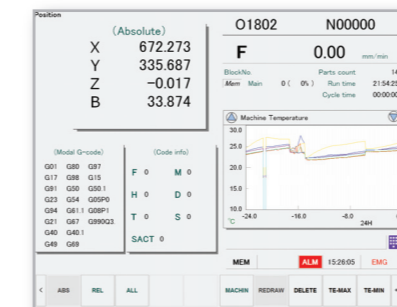 Position
(Absolute)
X 672.273
Y 335.687
Z -0.017
B 33.874
(Modal G-code)
G01 G80 G97
G17 G98 G15
G91 G50 G50.1
G23 G54 G05P0
G94 G61.1 G08P1
G21 G67 G990Q3
G40 G40.1
G49 G69
(Code info)
F 0 M 0
H 0 D 0
T 0 S 0
SACT 0
O1802 N00000
F 0.00 mm/min
BlockNo. Parts count 14
Mem Main 0 ( 0% ) Run time 21:54:25
Cycle time 00:00:00
Machine Temperature
30.0
25.0
20.0
15.0
10.0
°C -24.0 -16.0 -8.0
24H
MEM ALM 15:26:05 EMG
< ABS REL ALL MACHIN REDRAW DELETE TE-MAX TE-MIN